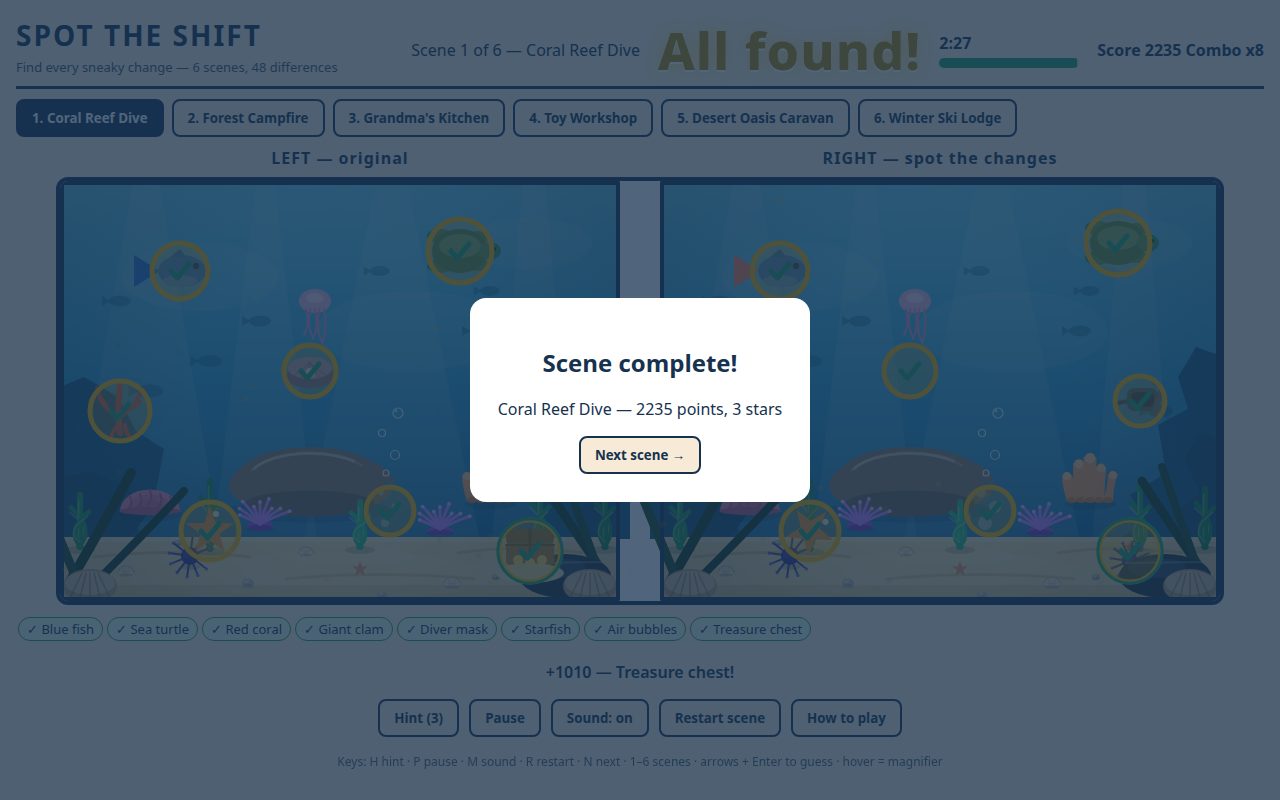 SPOT THE SHIFT
Find every sneaky change — 6 scenes, 48 differences
Scene 1 of 6 — Coral Reef Dive
All found!
2:27
Score 2235 Combo x8
1. Coral Reef Dive
2. Forest Campfire
3. Grandma's Kitchen
4. Toy Workshop
5. Desert Oasis Caravan
6. Winter Ski Lodge
LEFT — original
RIGHT — spot the changes
Scene complete!
Coral Reef Dive — 2235 points, 3 stars
Next scene →
✓ Blue fish
✓ Sea turtle
✓ Red coral
✓ Giant clam
✓ Diver mask
✓ Starfish
✓ Air bubbles
✓ Treasure chest
+1010 — Treasure chest!
Hint (3)
Pause
Sound: on
Restart scene
How to play
Keys: H hint · P pause · M sound · R restart · N next · 1–6 scenes · arrows + Enter to guess · hover = magnifier